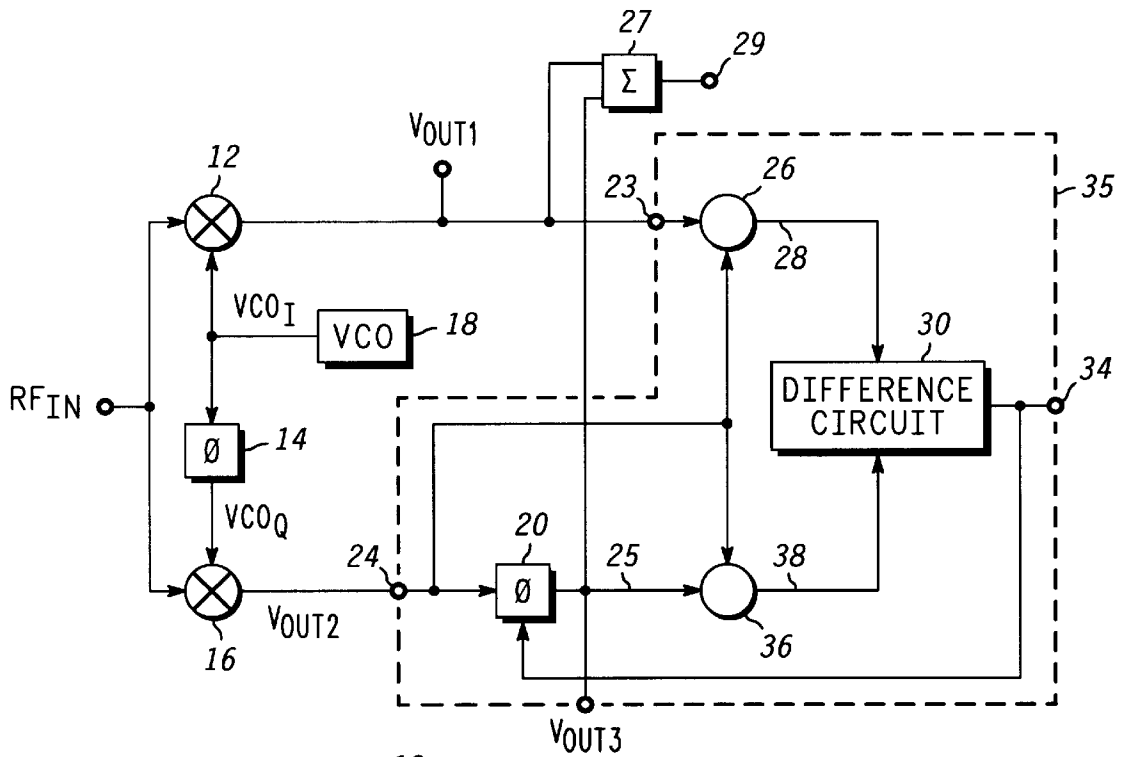 27
29
Σ
VOUT1
12
23
26
35
28
VCOI
VCO
18
30
RFIN
DIFFERENCE
CIRCUIT
34
Ø
14
VCOQ
20
24
25
38
Ø
VOUT2
16
36
VOUT3